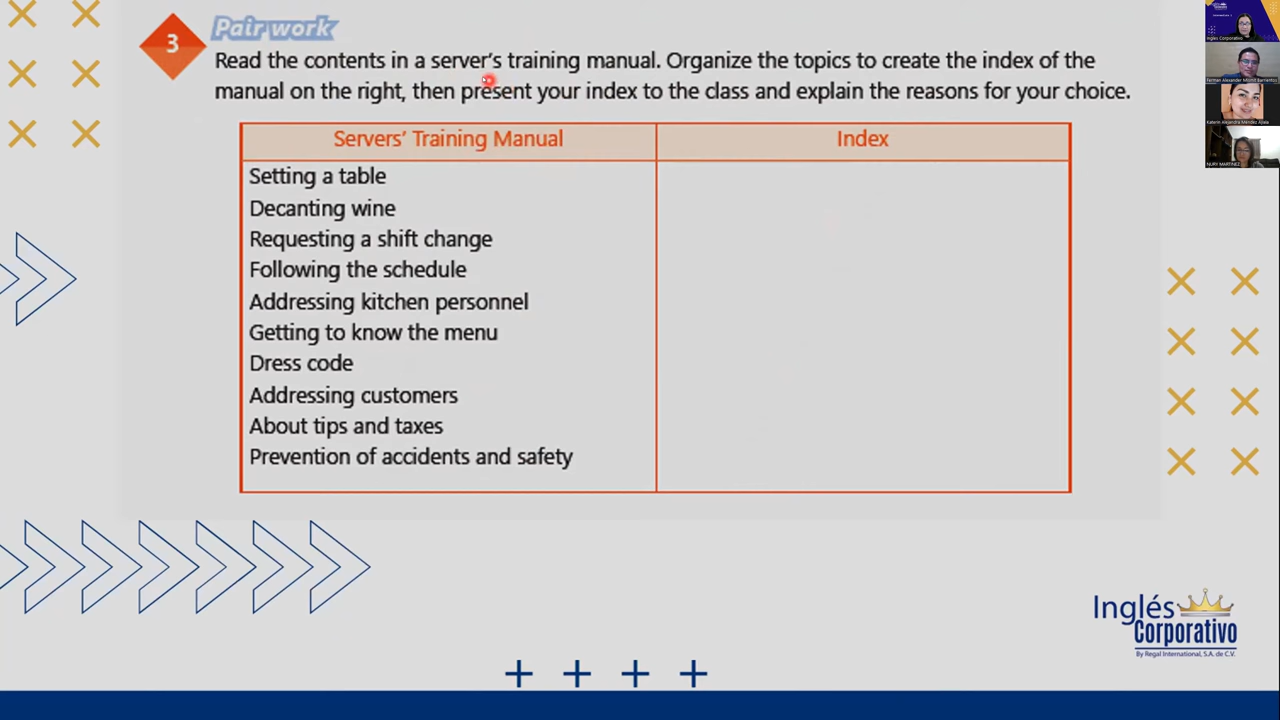 3
Pair work
Read the contents in a server's training manual. Organize the topics to create the index of the
manual on the right, then present your index to the class and explain the reasons for your choice.
Servers' Training Manual
Index
Setting a table
Decanting wine
Requesting a shift change
Following the schedule
Addressing kitchen personnel
Getting to know the menu
Dress code
Addressing customers
About tips and taxes
Prevention of accidents and safety
Inglés
Corporativo
By Regal International, S.A. de C.V.
Inglés Corporativo
NURY MARTINEZ